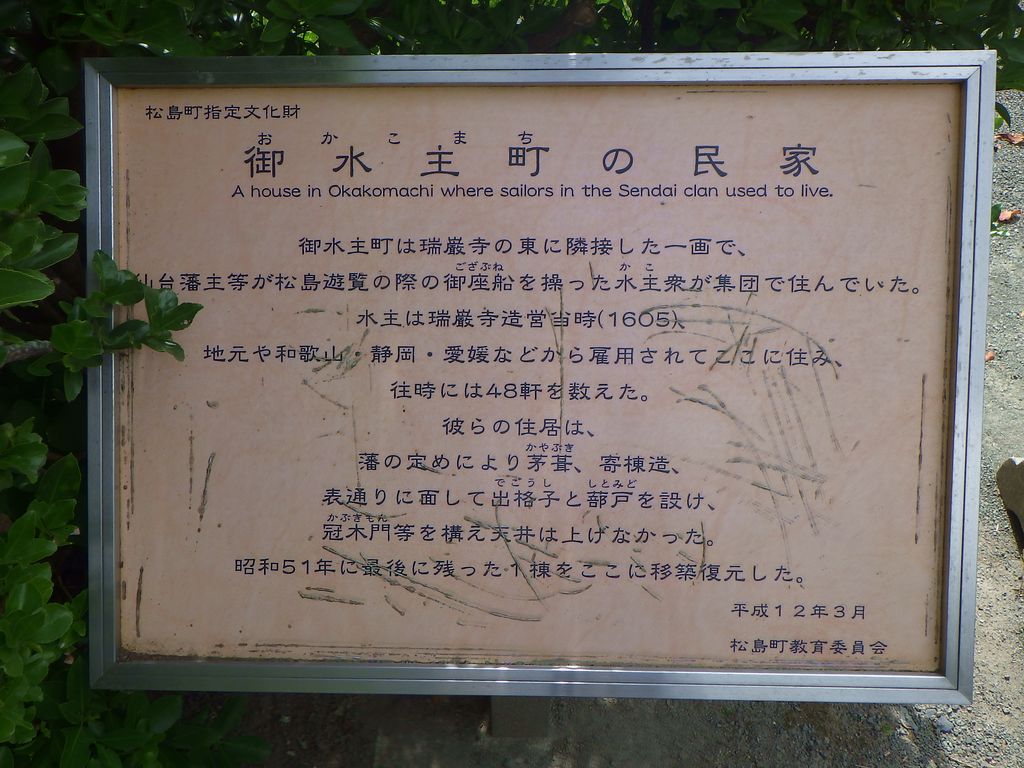 松島町指定文化財
おかこまち
御水主町の民家
A house in Okakomachi where sailors in the Sendai clan used to live.
御水主町は瑞巌寺の東に隣接した一画で、
ござぶね かこ
仙台藩主等が松島遊覧の際の御座船を操った水主衆が集団で住んでいた。
水主は瑞巌寺造営当時(1605)、
地元や和歌山・静岡・愛媛などから雇用されてここに住み、
往時には48軒を数えた。
彼らの住居は、
かやぶき
藩の定めにより茅葺、寄棟造、
でごうし しとみど
表通りに面して出格子と蔀戸を設け、
かぶきもん
冠木門等を構え天井は上げなかった。
昭和51年に最後に残った1棟をここに移築復元した。
平成12年3月
松島町教育委員会